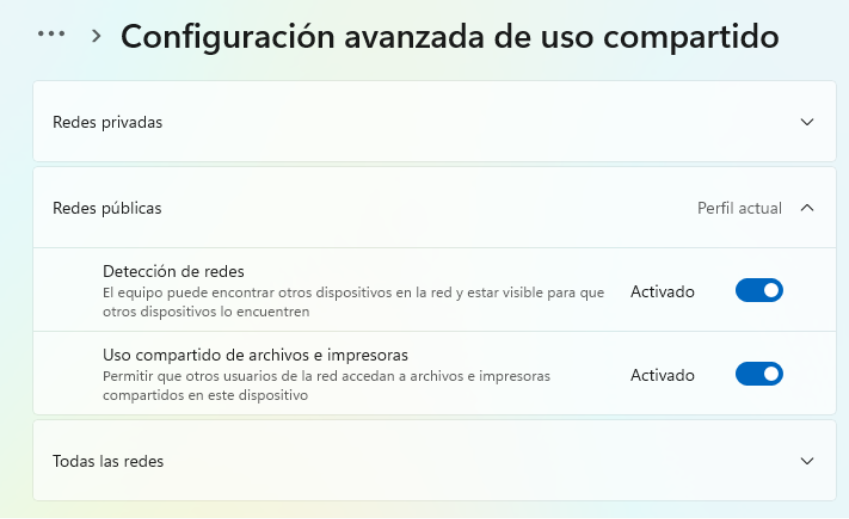 ··· > Configuración avanzada de uso compartido
Redes privadas
Redes públicas Perfil actual
Detección de redes
El equipo puede encontrar otros dispositivos en la red y estar visible para que
otros dispositivos lo encuentren
Activado
Uso compartido de archivos e impresoras
Permitir que otros usuarios de la red accedan a archivos e impresoras
compartidos en este dispositivo
Activado
Todas las redes